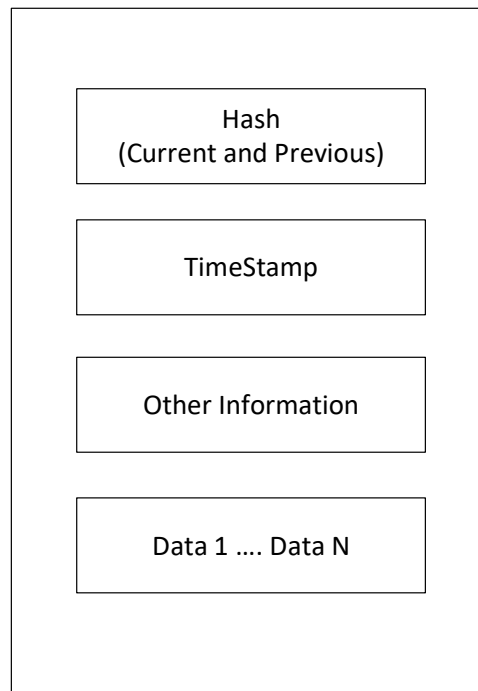 Hash
(Current and Previous)
TimeStamp
Other Information
Data 1 .... Data N